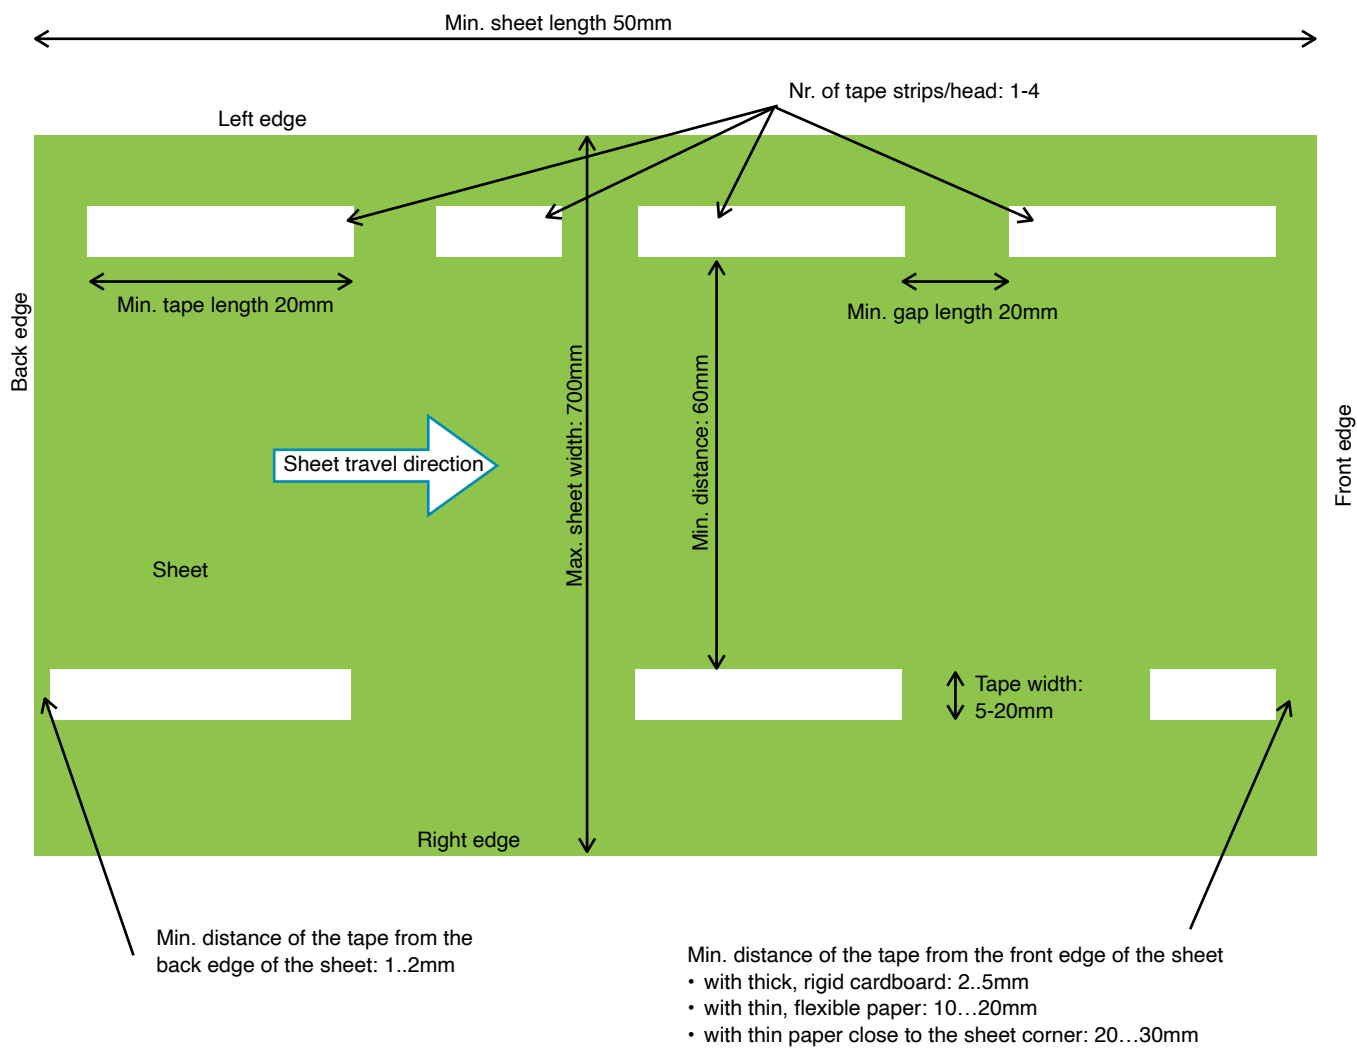 Min. sheet length 50mm
Nr. of tape strips/head: 1-4
Left edge
Min. tape length 20mm
Min. gap length 20mm
Back edge
Max. sheet width: 700mm
Min. distance: 60mm
Front edge
Sheet travel direction
Sheet
Tape width:
5-20mm
Right edge
Min. distance of the tape from the
back edge of the sheet: 1..2mm
Min. distance of the tape from the front edge of the sheet
• with thick, rigid cardboard: 2..5mm
• with thin, flexible paper: 10…20mm
• with thin paper close to the sheet corner: 20…30mm